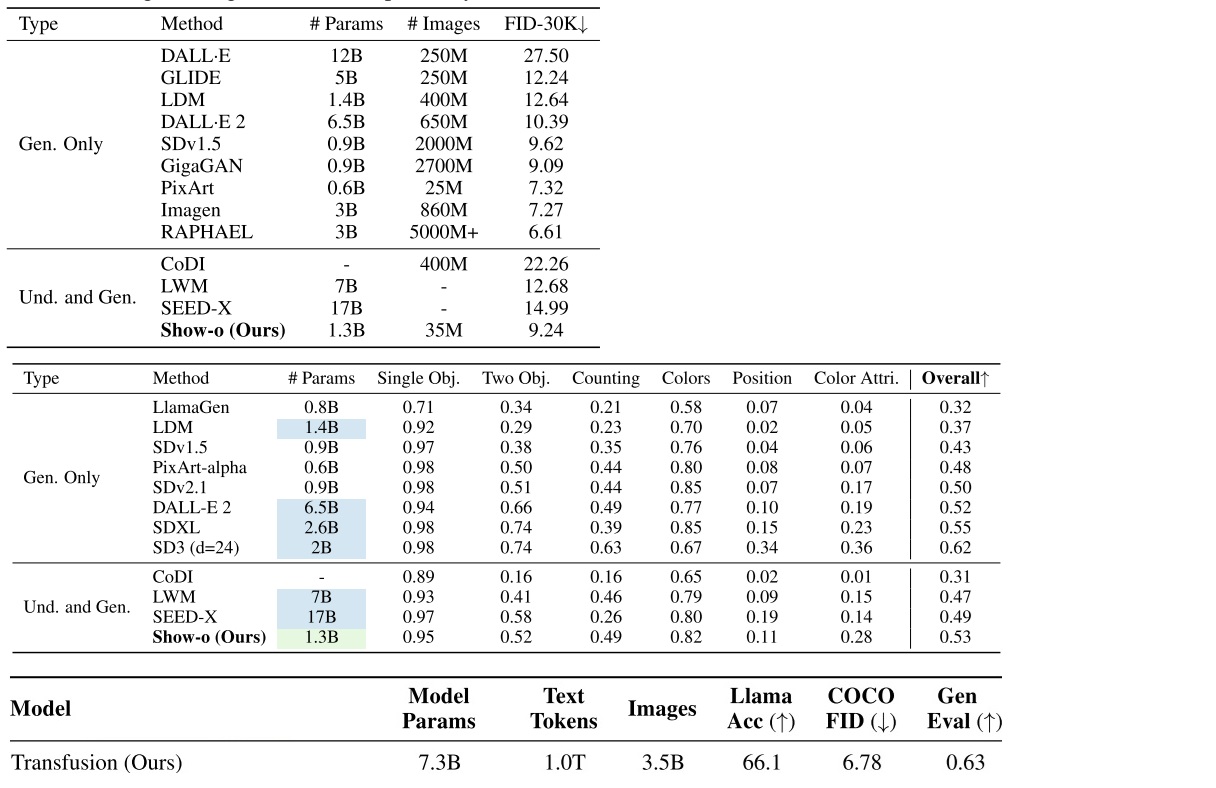 Type Method # Params # Images FID-30K↓
DALL·E 12B 250M 27.50
GLIDE 5B 250M 12.24
LDM 1.4B 400M 12.64
DALL·E 2 6.5B 650M 10.39
Gen. Only SDv1.5 0.9B 2000M 9.62
GigaGAN 0.9B 2700M 9.09
PixArt 0.6B 25M 7.32
Imagen 3B 860M 7.27
RAPHAEL 3B 5000M+ 6.61
CoDI - 400M 22.26
LWM 7B - 12.68
Und. and Gen.
SEED-X 17B - 14.99
Show-o (Ours) 1.3B 35M 9.24
Type Method # Params Single Obj. Two Obj. Counting Colors Position Color Attri. Overall↑
LlamaGen 0.8B 0.71 0.34 0.21 0.58 0.07 0.04 0.32
LDM 1.4B 0.92 0.29 0.23 0.70 0.02 0.05 0.37
SDv1.5 0.9B 0.97 0.38 0.35 0.76 0.04 0.06 0.43
PixArt-alpha 0.6B 0.98 0.50 0.44 0.80 0.08 0.07 0.48
Gen. Only
SDv2.1 0.9B 0.98 0.51 0.44 0.85 0.07 0.17 0.50
DALL-E 2 6.5B 0.94 0.66 0.49 0.77 0.10 0.19 0.52
SDXL 2.6B 0.98 0.74 0.39 0.85 0.15 0.23 0.55
SD3 (d=24) 2B 0.98 0.74 0.63 0.67 0.34 0.36 0.62
CoDI - 0.89 0.16 0.16 0.65 0.02 0.01 0.31
LWM 7B 0.93 0.41 0.46 0.79 0.09 0.15 0.47
Und. and Gen.
SEED-X 17B 0.97 0.58 0.26 0.80 0.19 0.14 0.49
Show-o (Ours) 1.3B 0.95 0.52 0.49 0.82 0.11 0.28 0.53
Model Model Params Text Tokens Images Llama Acc (↑) COCO FID (↓) Gen Eval (↑)
Transfusion (Ours) 7.3B 1.0T 3.5B 66.1 6.78 0.63